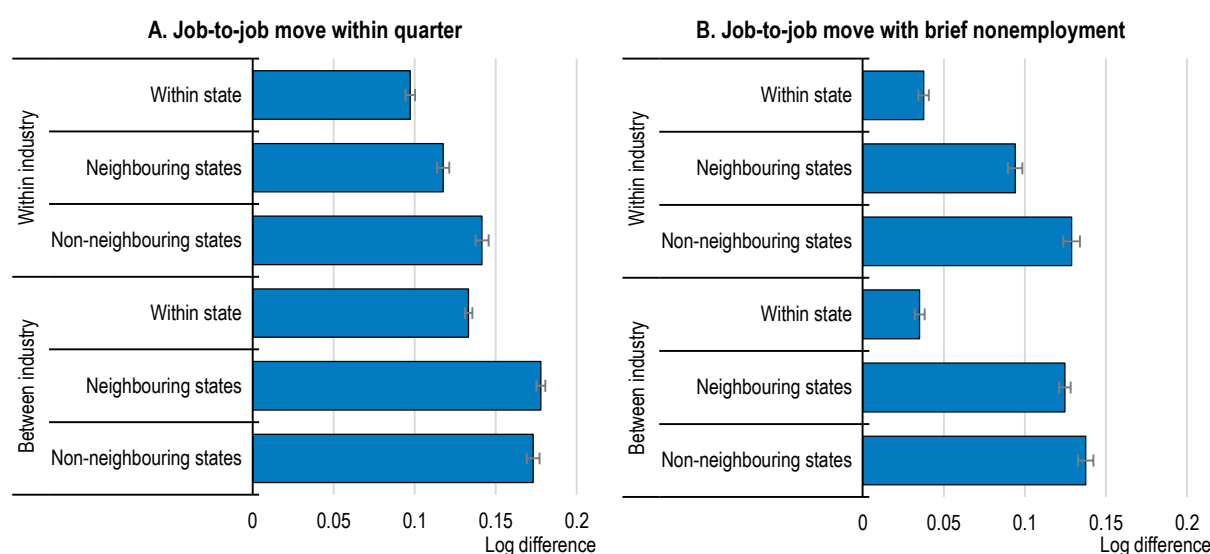 A. Job-to-job move within quarter
Within industry
Within state
Neighbouring states
Non-neighbouring states
Between industry
Within state
Neighbouring states
Non-neighbouring states
0 0.05 0.1 0.15 0.2
Log difference
B. Job-to-job move with brief nonemployment
Within industry
Within state
Neighbouring states
Non-neighbouring states
Between industry
Within state
Neighbouring states
Non-neighbouring states
0 0.05 0.1 0.15 0.2
Log difference